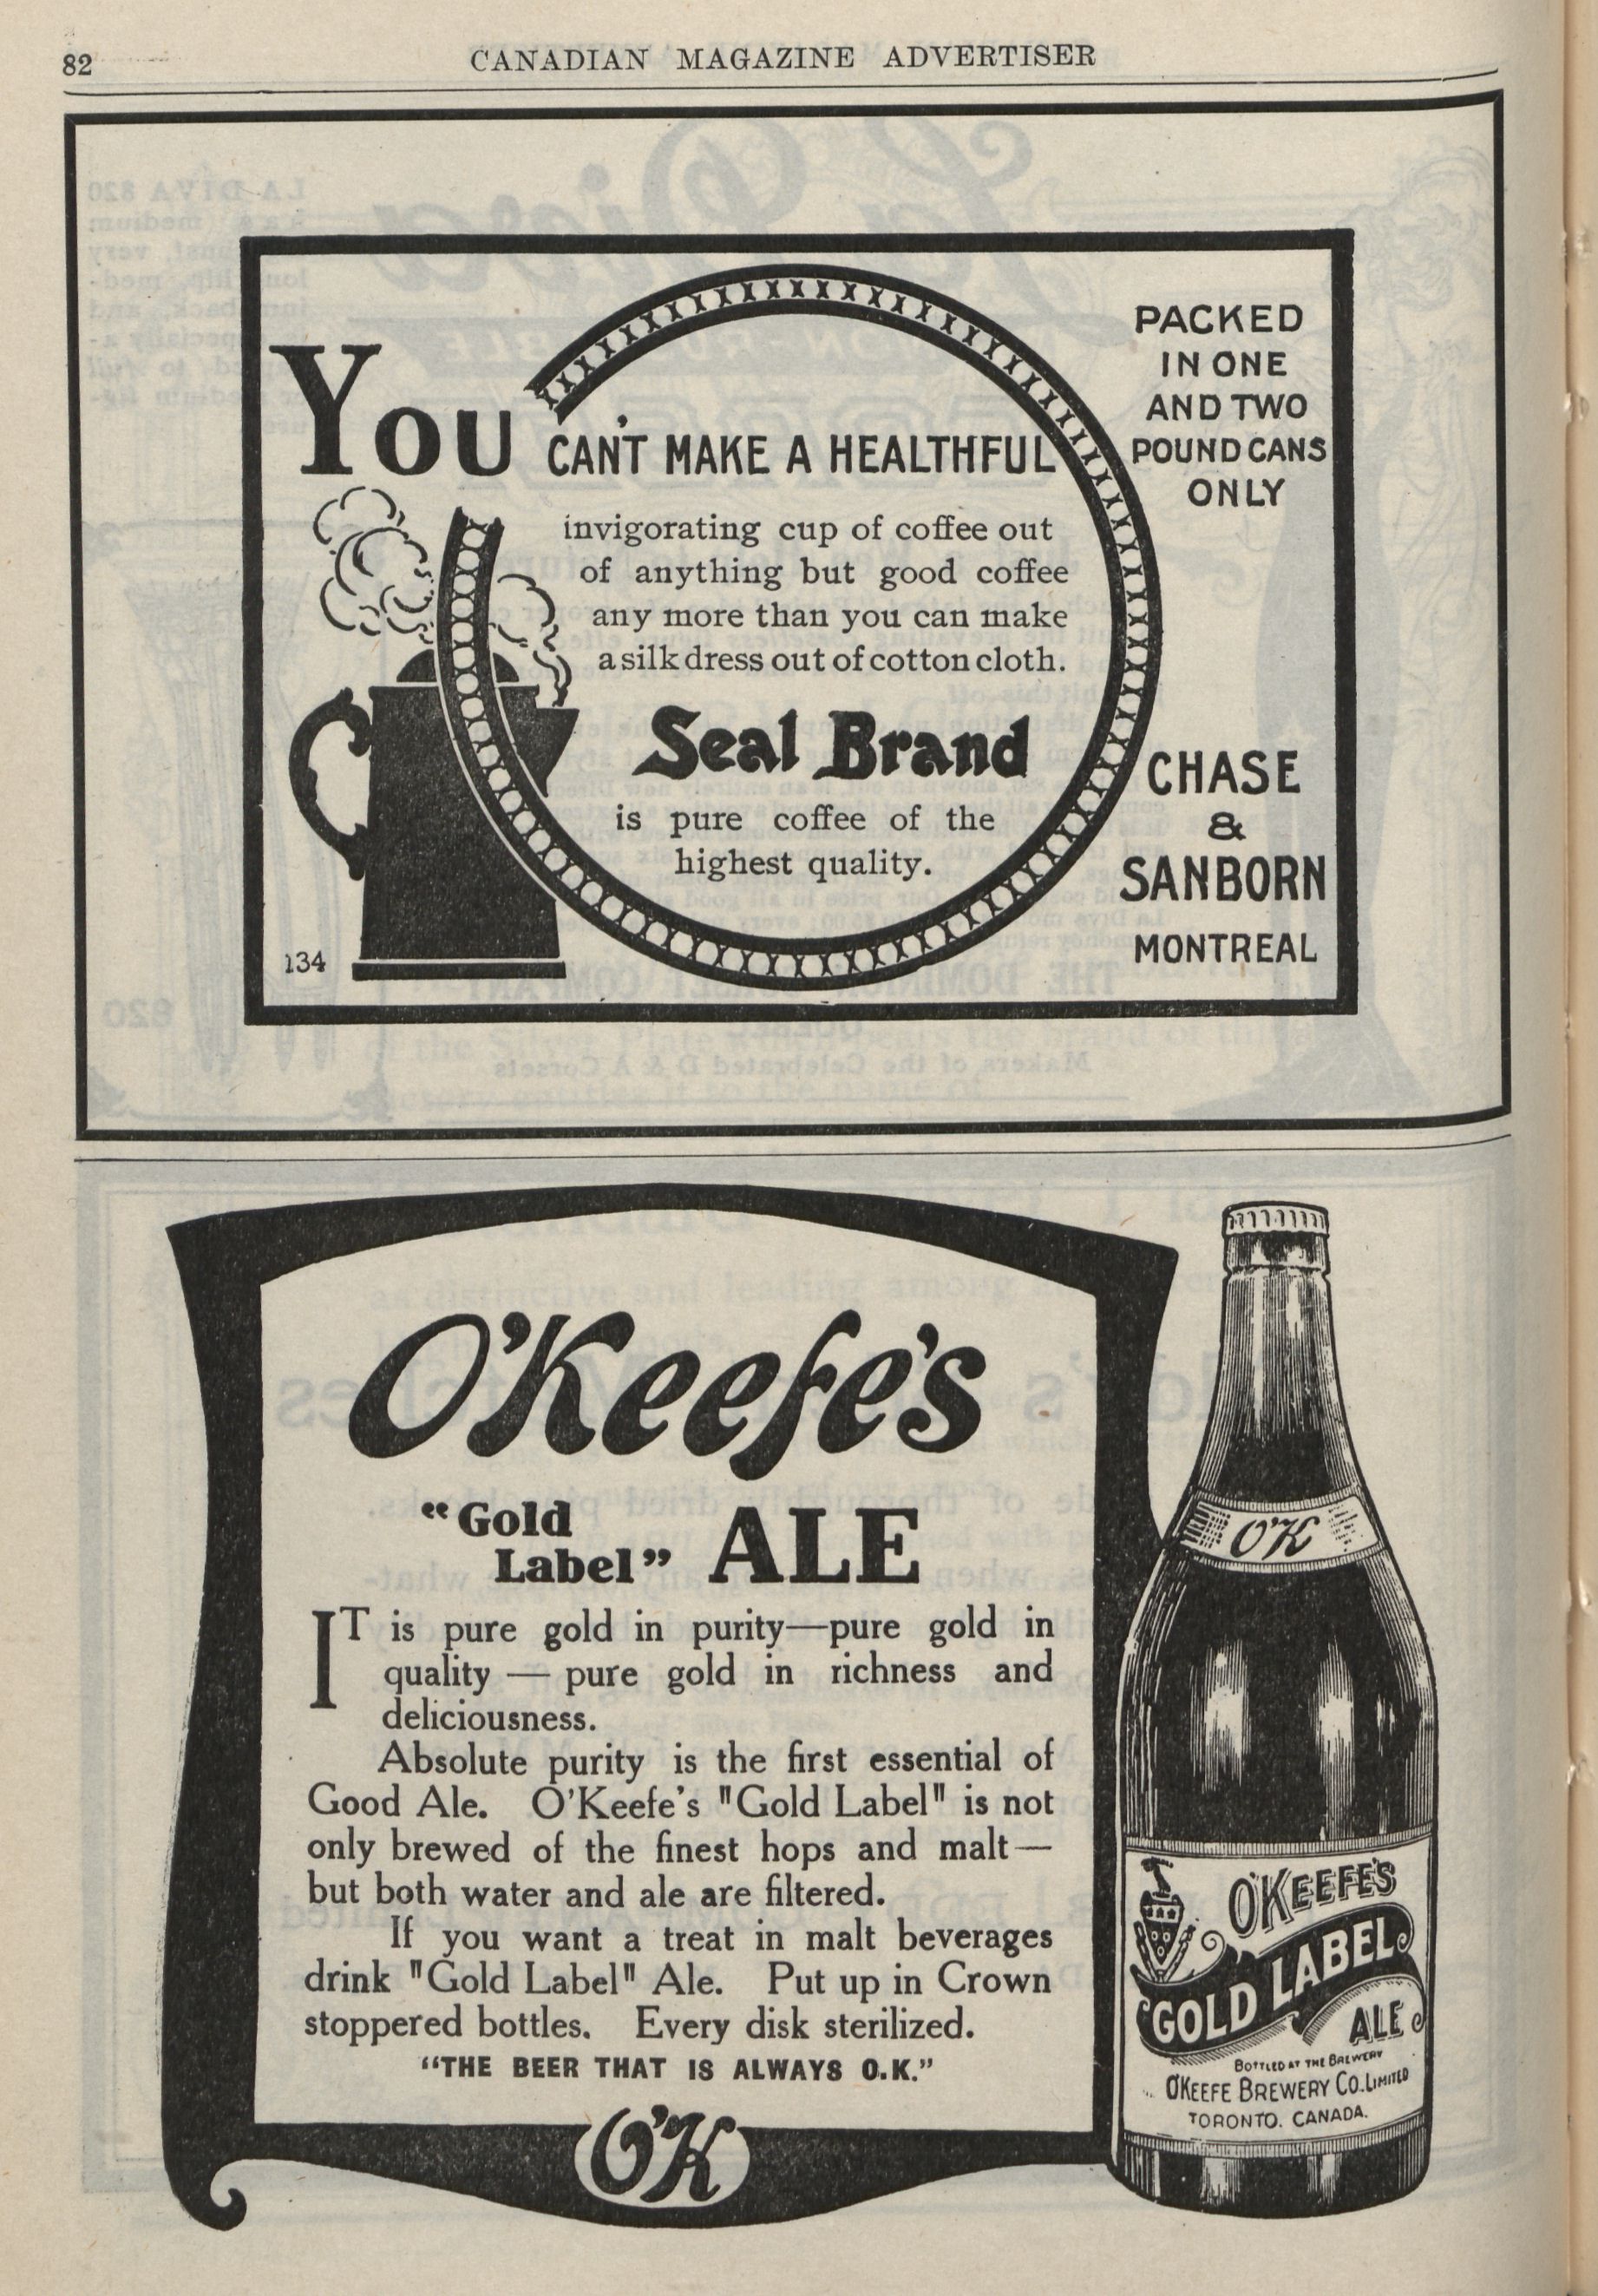 82
CANADIAN MAGAZINE ADVERTISER
YOU CAN'T MAKE A HEALTHFUL
invigorating cup of coffee out
of anything but good coffee
any more than you can make
a silk dress out of cotton cloth.
Seal Brand
is pure coffee of the
highest quality.
134
PACKED
IN ONE
AND TWO
POUND CANS
ONLY
CHASE
&
SANBORN
MONTREAL
O'Keefe's
"Gold
Label" ALE
IT is pure gold in purity—pure gold in
quality — pure gold in richness and
deliciousness.
Absolute purity is the first essential of
Good Ale. O'Keefe's "Gold Label" is not
only brewed of the finest hops and malt—
but both water and ale are filtered.
If you want a treat in malt beverages
drink "Gold Label" Ale. Put up in Crown
stoppered bottles. Every disk sterilized.
"THE BEER THAT IS ALWAYS O.K."
O'K
O'K
O'KEEFE'S
GOLD LABEL
ALE
BOTTLED AT THE BREWERY
O'KEEFE BREWERY CO. LIMITED
TORONTO. CANADA.